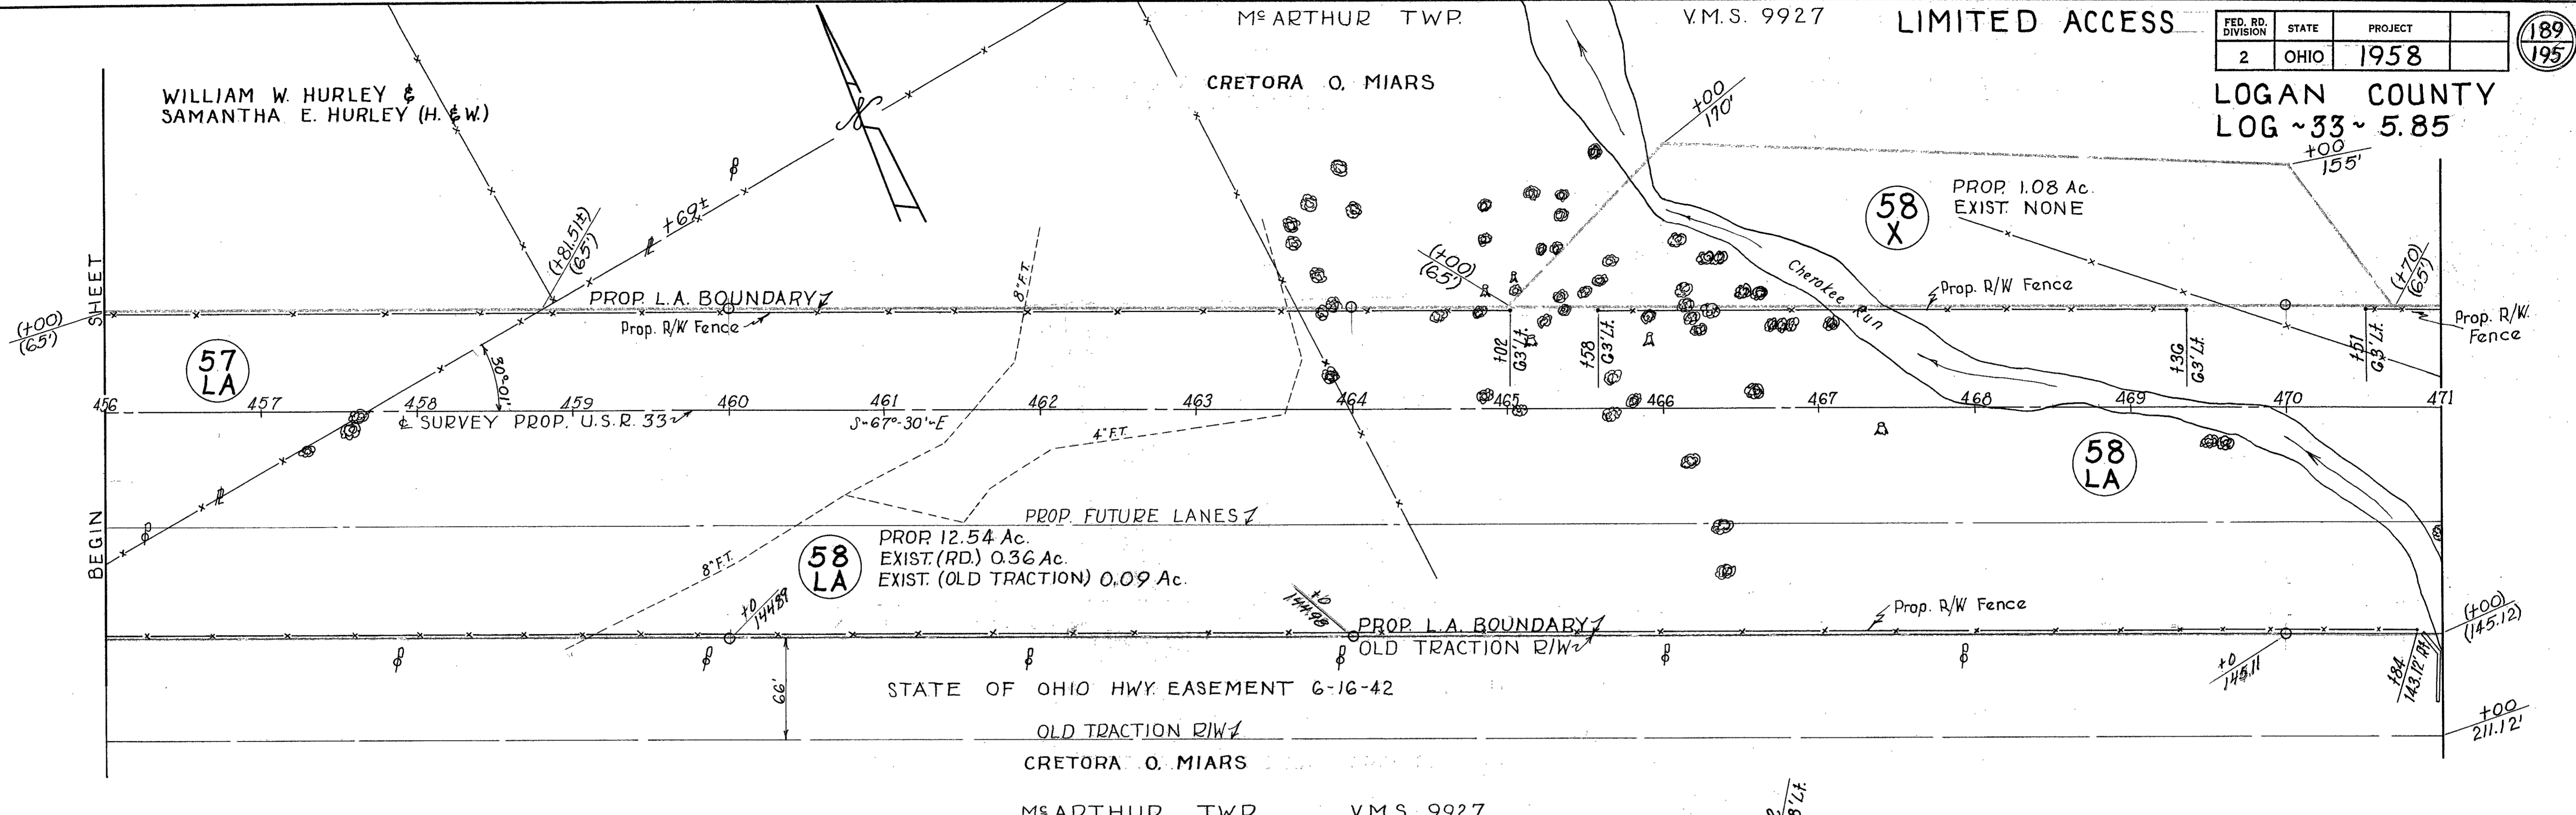 McARTHUR TWP.
V.M.S. 9927
LIMITED ACCESS
FED. RD. DIVISION STATE PROJECT
2 OHIO 1958
189
195
LOGAN COUNTY
LOG ~33~ 5.85
WILLIAM W. HURLEY &
SAMANTHA E. HURLEY (H. & W.)
CRETORA O. MIARS
+00
170'
+00
155'
58
X
PROP. 1.08 Ac.
EXIST. NONE
(+81.51±)
(65')
℄
+69±
8" F.T.
(+00)
(65')
Cherokee Run
(+70)
(65')
SHEET
(+00)
(65')
PROP. L.A. BOUNDARY
Prop. R/W Fence
Prop. R/W Fence
Prop. R/W.
Fence
57
LA
30°-01'
+02
63' Lt.
+58
63' Lt.
+36
63' Lt.
+51
63' Lt.
456 457 458 459 460 461 462 463 464 465 466 467 468 469 470 471
℄ SURVEY PROP. U.S.R. 33
S-67°-30'-E
4" F.T.
58
LA
BEGIN
PROP. FUTURE LANES
58
LA
PROP. 12.54 Ac.
EXIST. (RD.) 0.36 Ac.
EXIST. (OLD TRACTION) 0.09 Ac.
8" F.T.
+0
144.89
+0
144.98
PROP. L.A. BOUNDARY
OLD TRACTION R/W
Prop. R/W Fence
(+00)
(145.12)
+0
145.11
+84
143.12' Rt.
66'
STATE OF OHIO HWY. EASEMENT 6-16-42
+00
211.12'
OLD TRACTION R/W
CRETORA O. MIARS
McARTHUR TWP. V.M.S. 9927